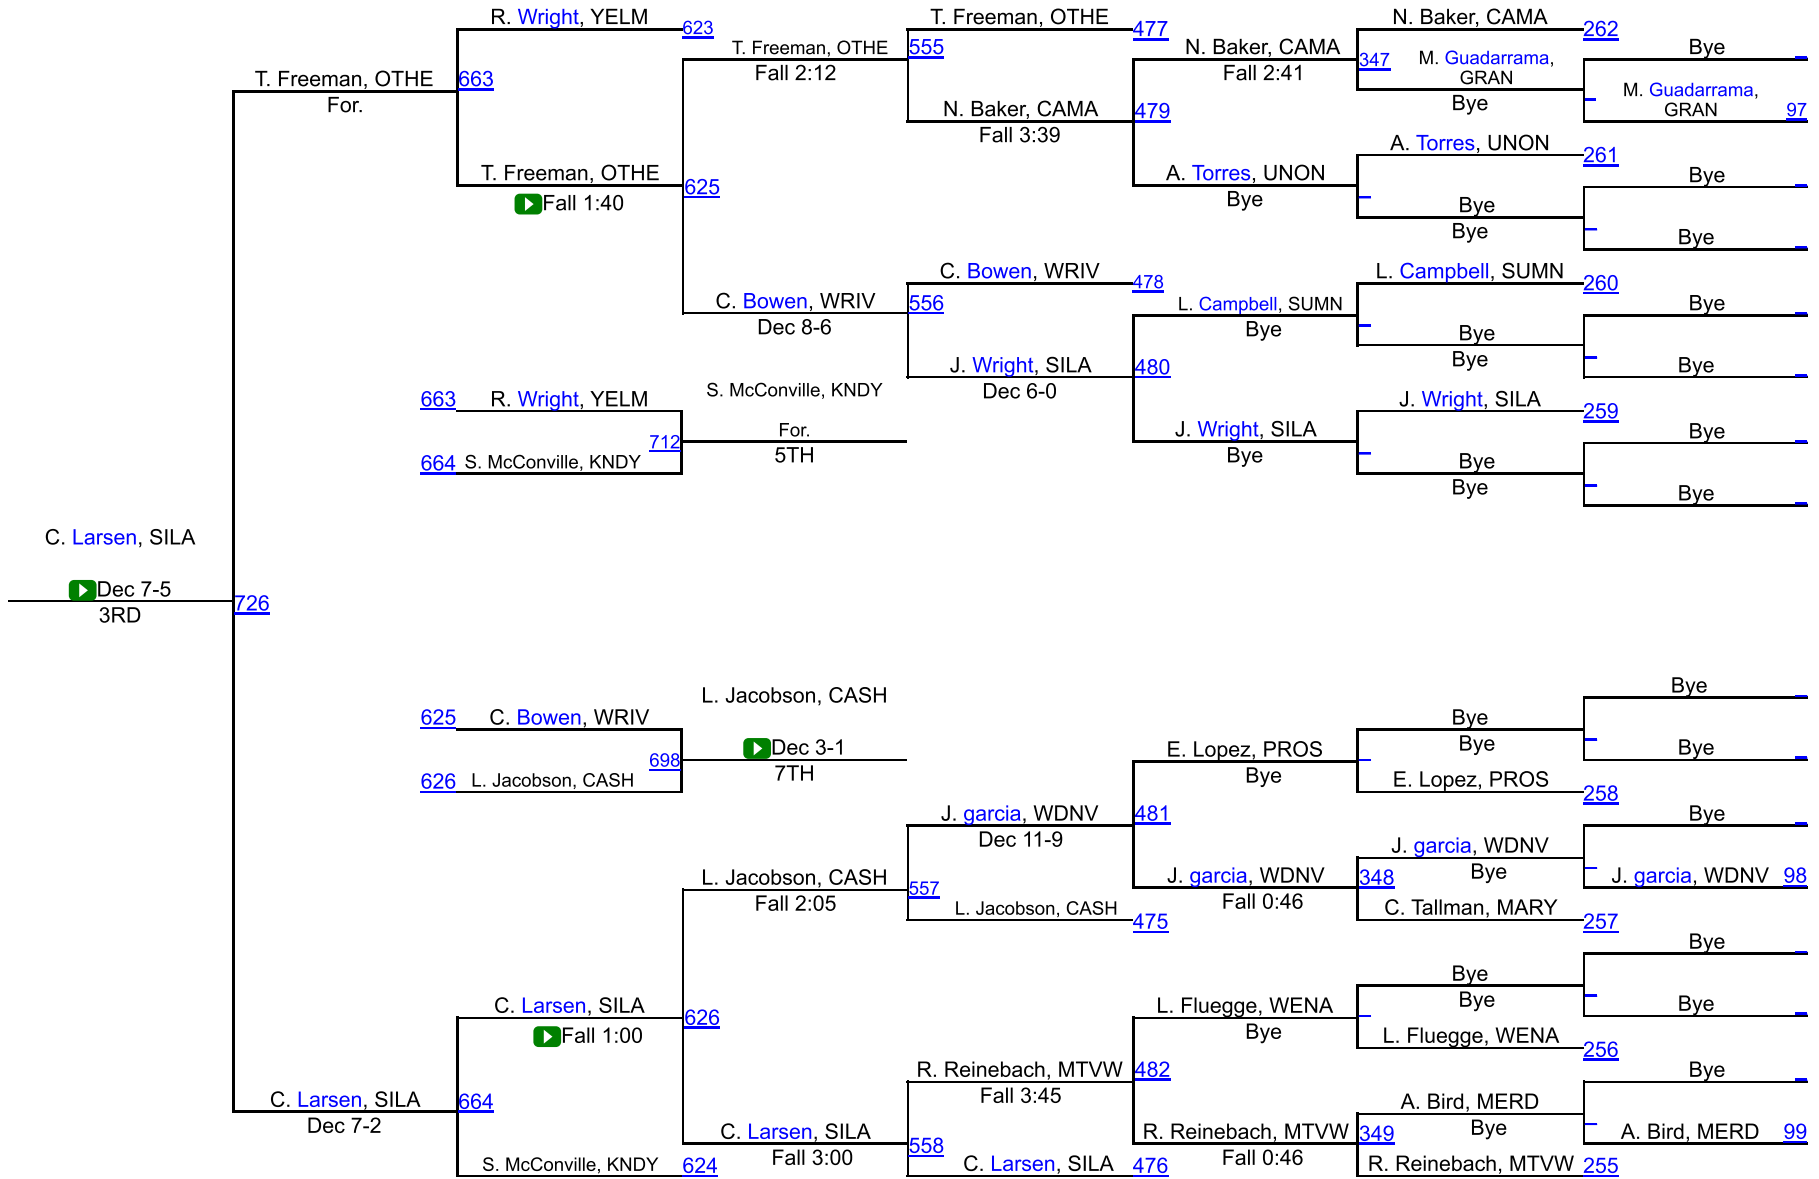 R. Wright, YELM
623
T. Freeman, OTHE
477
N. Baker, CAMA
262
T. Freeman, OTHE
555
N. Baker, CAMA
Bye
T. Freeman, OTHE
663
Fall 2:12
Fall 2:41
347
M. Guadarrama,
GRAN
For.
Bye
M. Guadarrama,
GRAN
97
N. Baker, CAMA
479
Fall 3:39
A. Torres, UNON
261
T. Freeman, OTHE
625
A. Torres, UNON
Bye
Fall 1:40
Bye
Bye
Bye
Bye
C. Bowen, WRIV
478
L. Campbell, SUMN
260
C. Bowen, WRIV
556
L. Campbell, SUMN
Bye
Dec 8-6
Bye
Bye
Bye
J. Wright, SILA
480
Bye
Dec 6-0
663
R. Wright, YELM
S. McConville, KNDY
J. Wright, SILA
259
712
For.
J. Wright, SILA
Bye
664
S. McConville, KNDY
5TH
Bye
Bye
Bye
Bye
C. Larsen, SILA
Dec 7-5
726
3RD
L. Jacobson, CASH
Bye
625
C. Bowen, WRIV
Bye
698
Dec 3-1
E. Lopez, PROS
Bye
Bye
7TH
Bye
626
L. Jacobson, CASH
E. Lopez, PROS
258
J. garcia, WDNV
481
Bye
Dec 11-9
J. garcia, WDNV
L. Jacobson, CASH
557
J. garcia, WDNV
348
Bye
J. garcia, WDNV
98
Fall 2:05
Fall 0:46
L. Jacobson, CASH
475
C. Tallman, MARY
257
Bye
Bye
C. Larsen, SILA
626
L. Fluegge, WENA
Bye
Bye
Fall 1:00
Bye
L. Fluegge, WENA
256
R. Reinebach, MTVW
482
Bye
C. Larsen, SILA
664
Fall 3:45
A. Bird, MERD
Dec 7-2
C. Larsen, SILA
558
R. Reinebach, MTVW
349
Bye
A. Bird, MERD
99
Fall 3:00
Fall 0:46
S. McConville, KNDY
624
C. Larsen, SILA
476
R. Reinebach, MTVW
255